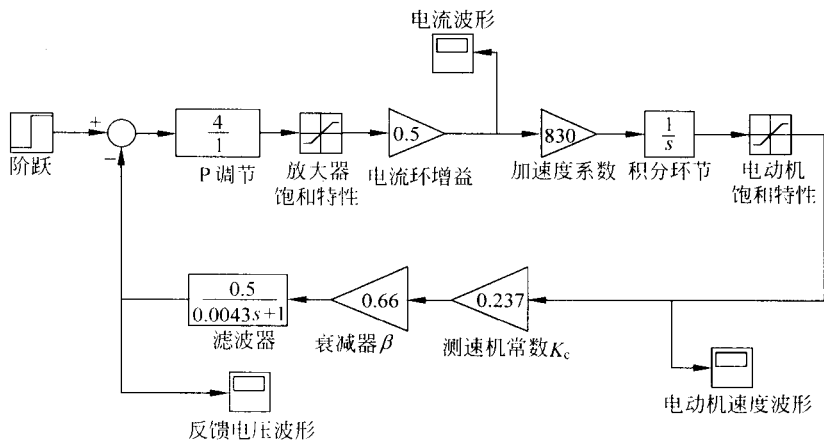 电流波形
+
−
4
1
0.5
830
1
s
阶跃
P调节
放大器
饱和特性
电流环增益
加速度系数
积分环节
电动机
饱和特性
0.5
0.0043s+1
0.66
0.237
滤波器
衰减器β
测速机常数Kc
反馈电压波形
电动机速度波形